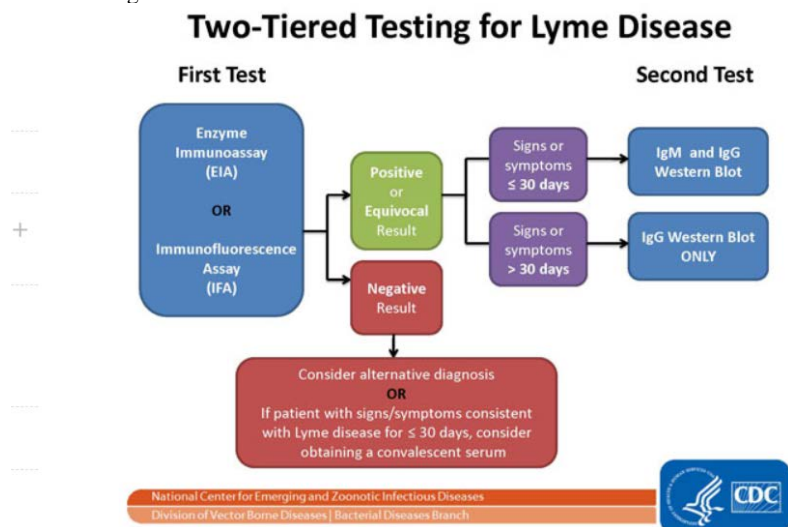 Two-Tiered Testing for Lyme Disease
First Test
Second Test
Enzyme
Immunoassay
(EIA)
OR
Immunofluorescence
Assay
(IFA)
Positive
or
Equivocal
Result
Negative
Result
Signs or
symptoms
≤ 30 days
Signs or
symptoms
> 30 days
IgM and IgG
Western Blot
IgG Western Blot
ONLY
Consider alternative diagnosis
OR
If patient with signs/symptoms consistent
with Lyme disease for ≤ 30 days, consider
obtaining a convalescent serum
National Center for Emerging and Zoonotic Infectious Diseases
Division of Vector Borne Diseases | Bacterial Diseases Branch
CDC